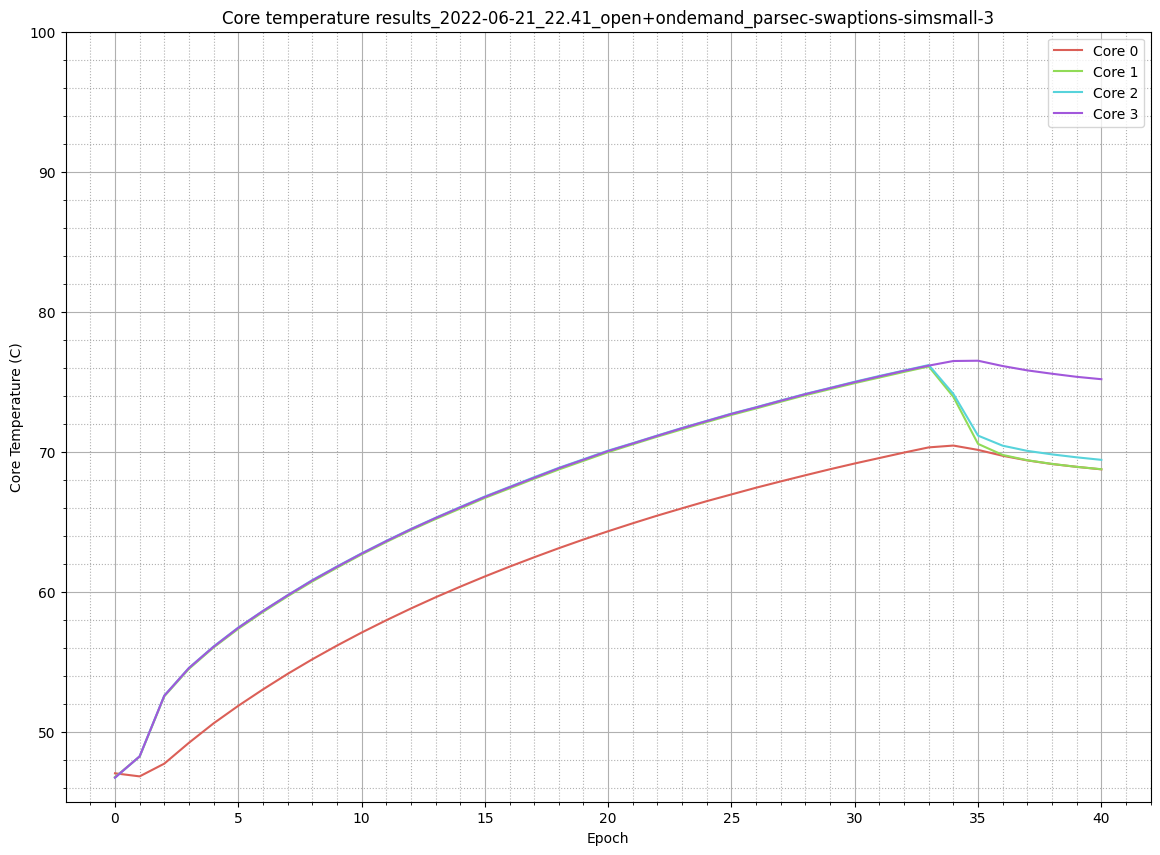 Core temperature results_2022-06-21_22.41_open+ondemand_parsec-swaptions-simsmall-3
100
90
80
70
60
50
Core Temperature (C)
Core 0
Core 1
Core 2
Core 3
0 5 10 15 20 25 30 35 40
Epoch